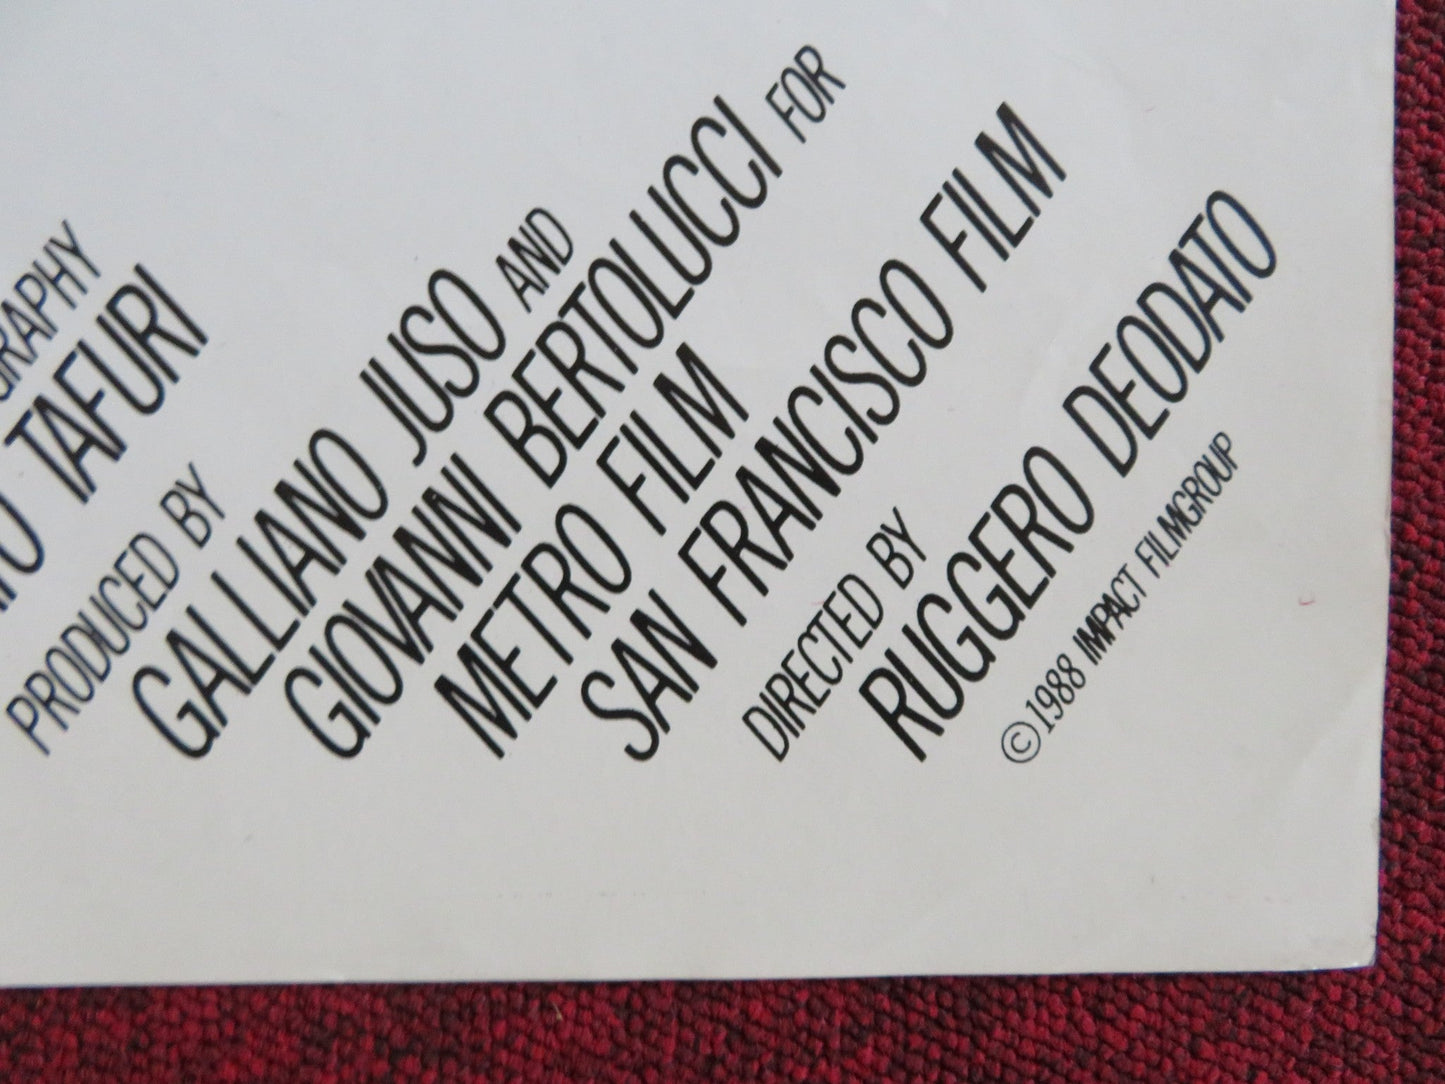 GRAPHY
TAFURI
PRODUCED BY
GALLIANO JUSO AND
GIOVANNI BERTOLUCCI FOR
METRO FILM
SAN FRANCISCO FILM
DIRECTED BY
RUGGERO DEODATO
© 1988 IMPACT FILMGROUP